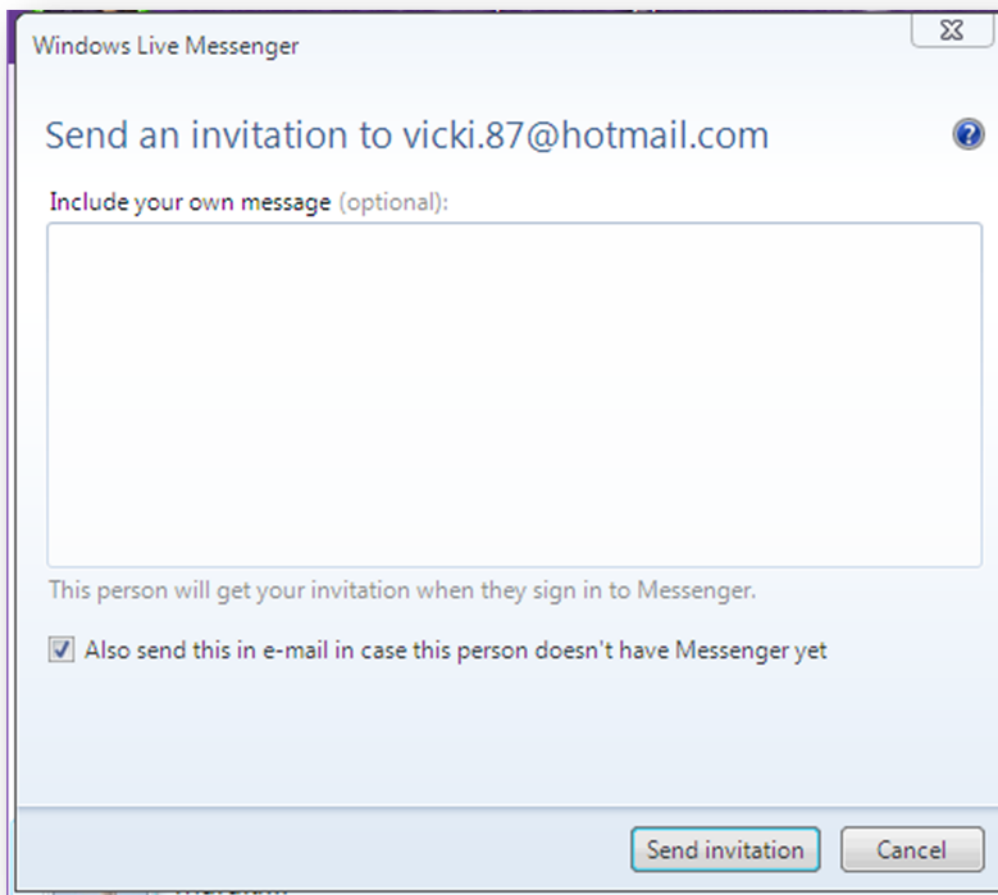 Windows Live Messenger
Send an invitation to vicki.87@hotmail.com
Include your own message (optional):
This person will get your invitation when they sign in to Messenger.
Also send this in e-mail in case this person doesn't have Messenger yet
Send invitation
Cancel